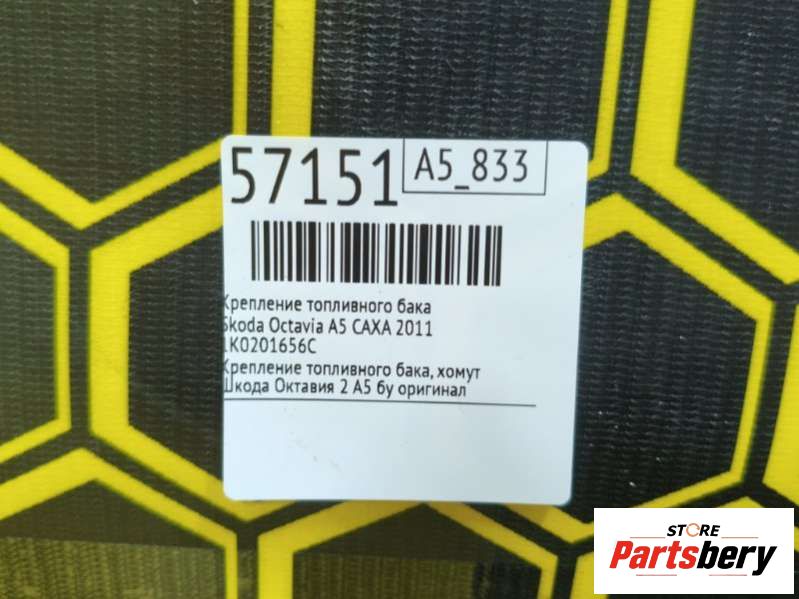 57151
A5_833
Крепление топливного бака
Skoda Octavia A5 CAXA 2011
1K0201656C
Крепление топливного бака, хомут
Шкода Октавия 2 А5 бу оригинал
STORE
Partsbery